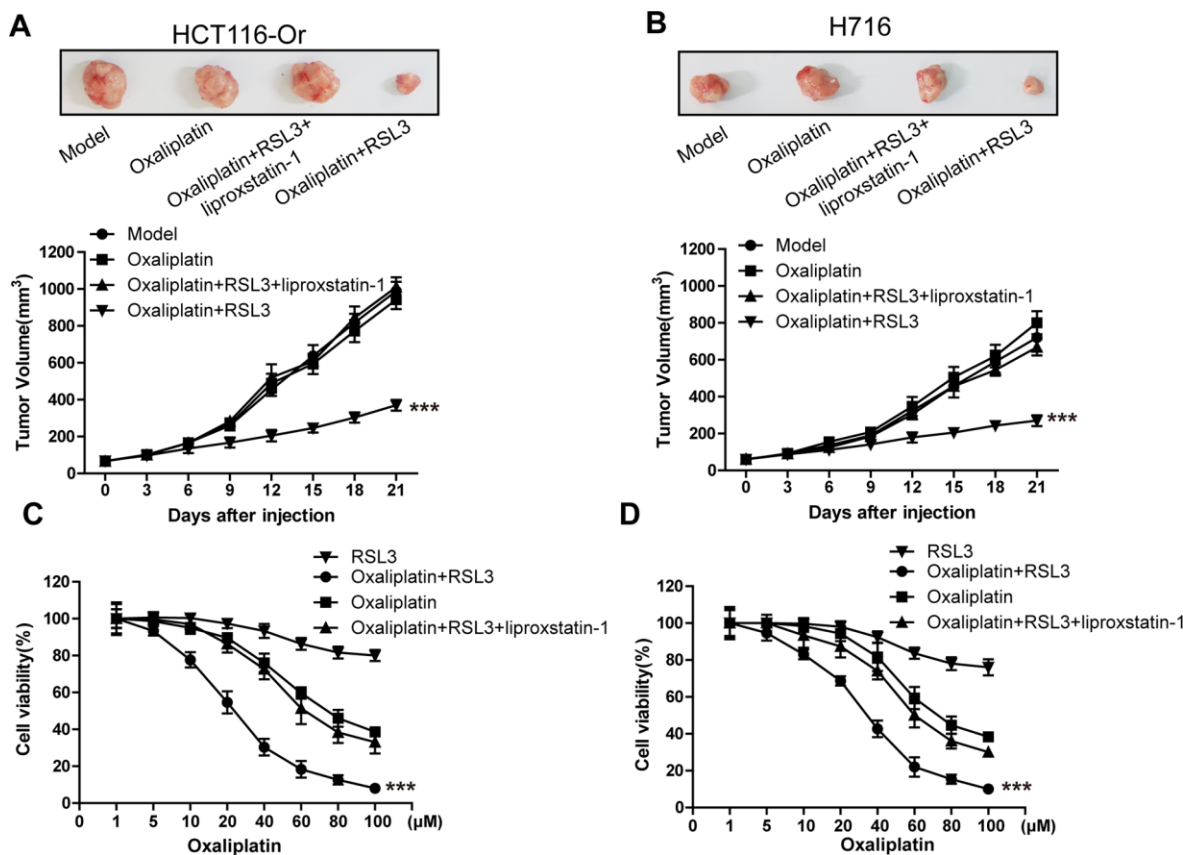 A
HCT116-Or
Model
Oxaliplatin
Oxaliplatin+RSL3+
liproxstatin-1
Oxaliplatin+RSL3
Model
Oxaliplatin
Oxaliplatin+RSL3+liproxstatin-1
Oxaliplatin+RSL3
Tumor Volume(mm³)
1200
1000
800
600
400
200
0
***
0 3 6 9 12 15 18 21
Days after injection
B
H716
Model
Oxaliplatin
Oxaliplatin+RSL3+
liproxstatin-1
Oxaliplatin+RSL3
Model
Oxaliplatin
Oxaliplatin+RSL3+liproxstatin-1
Oxaliplatin+RSL3
Tumor Volume(mm³)
1200
1000
800
600
400
200
0
***
0 3 6 9 12 15 18 21
Days after injection
C
RSL3
Oxaliplatin+RSL3
Oxaliplatin
Oxaliplatin+RSL3+liproxstatin-1
Cell viability(%)
120
100
80
60
40
20
0
***
0 1 5 10 20 40 60 80 100 (μM)
Oxaliplatin
D
RSL3
Oxaliplatin+RSL3
Oxaliplatin
Oxaliplatin+RSL3+liproxstatin-1
Cell viability(%)
120
100
80
60
40
20
0
***
0 1 5 10 20 40 60 80 100 (μM)
Oxaliplatin